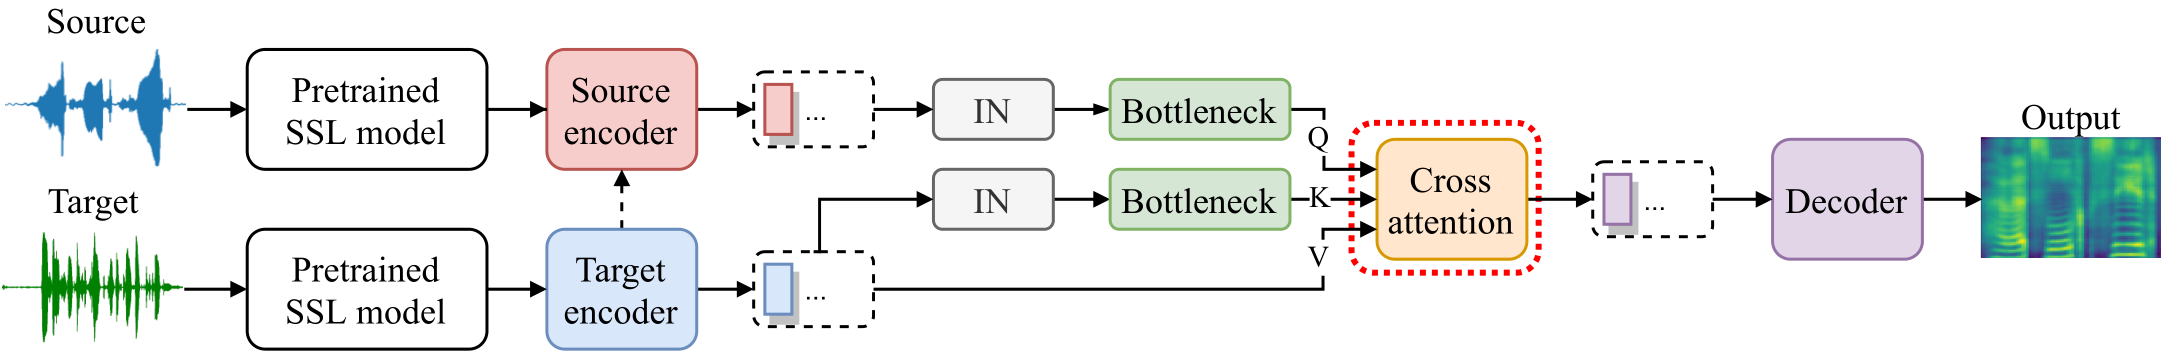 Source
Pretrained
SSL model
Source
encoder
...
IN
Bottleneck
Q
Target
Pretrained
SSL model
Target
encoder
...
IN
Bottleneck
K
V
Cross
attention
...
Decoder
Output